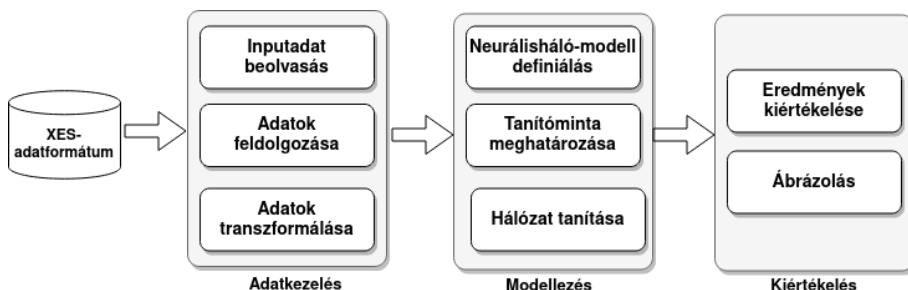 XES-
adatformátum
Inputadat
beolvasás
Adatok
feldolgozása
Adatok
transzformálása
Adatkezelés
Neurálisháló-modell
definiálás
Tanítóminta
meghatározása
Hálózat tanítása
Modellezés
Eredmények
kiértékelése
Ábrázolás
Kiértékelés